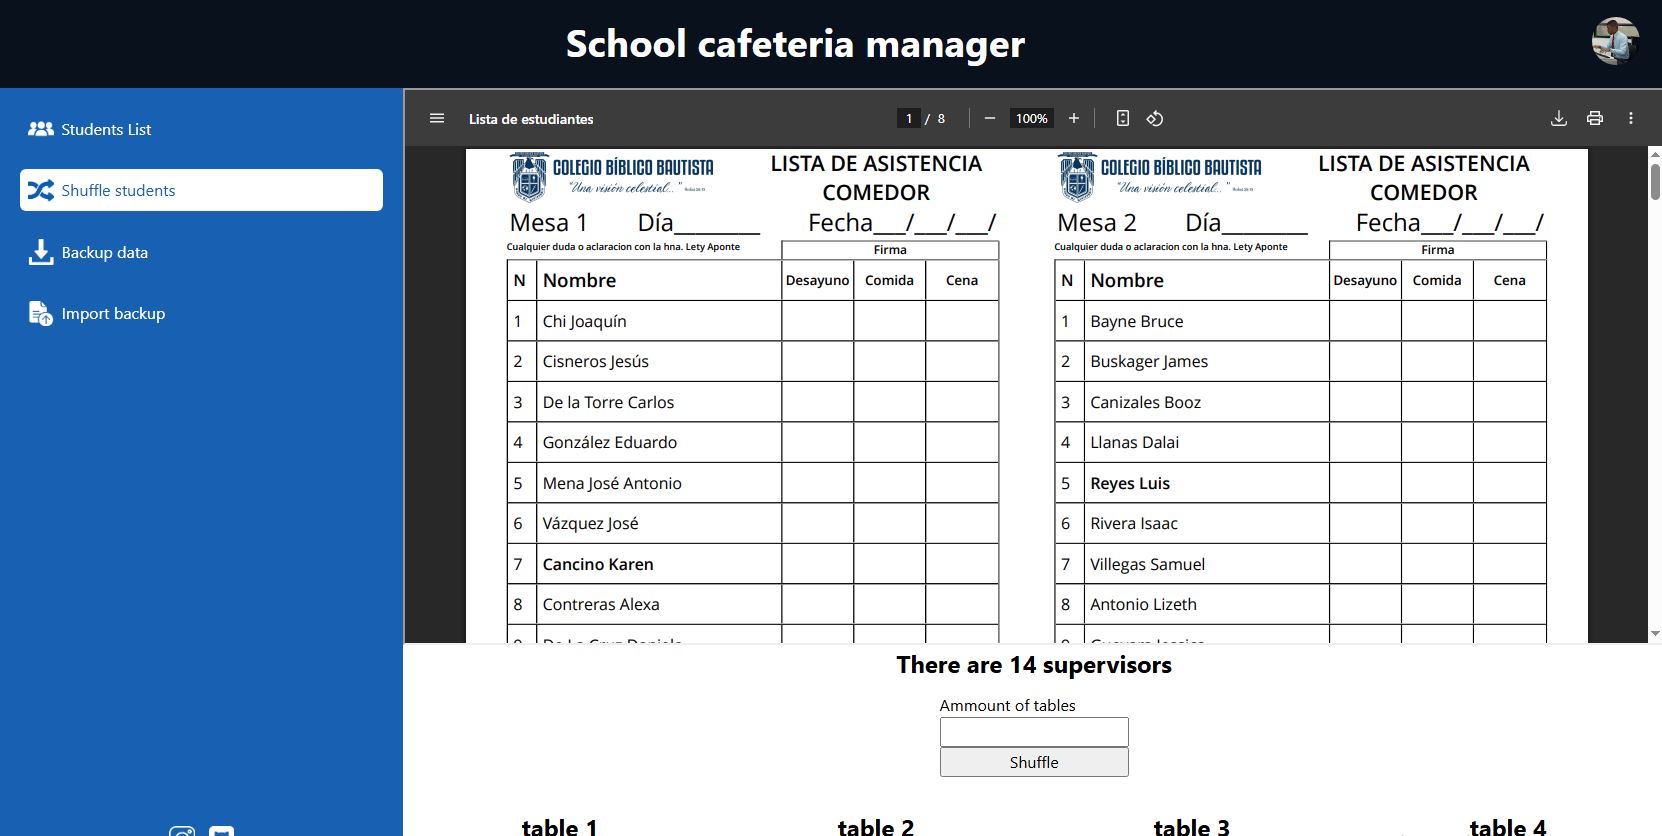 School cafeteria manager
Students List
Shuffle students
Backup data
Import backup
Lista de estudiantes
1 / 8
100%
COLEGIO BÍBLICO BAUTISTA
"Una visión celestial..."
LISTA DE ASISTENCIA
COMEDOR
Mesa 1 Día________ Fecha___/___/___/
Cualquier duda o aclaracion con la hna. Lety Aponte
Firma
N Nombre Desayuno Comida Cena
1 Chi Joaquín
2 Cisneros Jesús
3 De la Torre Carlos
4 González Eduardo
5 Mena José Antonio
6 Vázquez José
7 Cancino Karen
8 Contreras Alexa
COLEGIO BÍBLICO BAUTISTA
"Una visión celestial..."
LISTA DE ASISTENCIA
COMEDOR
Mesa 2 Día________ Fecha___/___/___/
Cualquier duda o aclaracion con la hna. Lety Aponte
Firma
N Nombre Desayuno Comida Cena
1 Bayne Bruce
2 Buskager James
3 Canizales Booz
4 Llanas Dalai
5 Reyes Luis
6 Rivera Isaac
7 Villegas Samuel
8 Antonio Lizeth
There are 14 supervisors
Ammount of tables
Shuffle
table 1
table 2
table 3
table 4